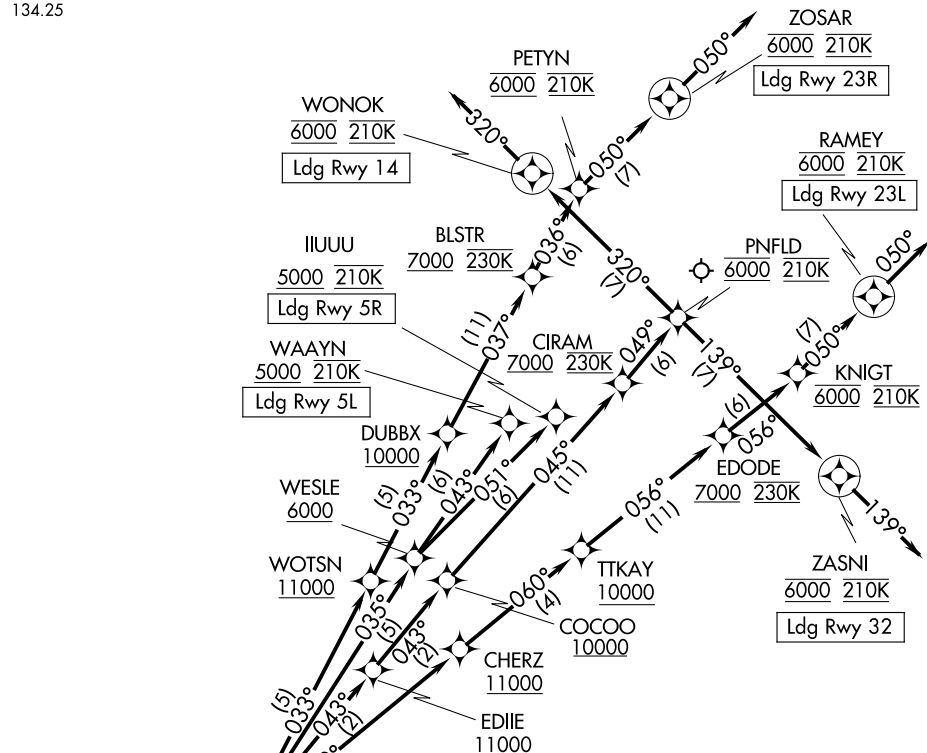 134.25
ZOSAR
6000 210K
Ldg Rwy 23R
050°
PETYN
6000 210K
WONOK
6000 210K
Ldg Rwy 14
320°
050°
(7)
RAMEY
6000 210K
Ldg Rwy 23L
IIUUU
5000 210K
Ldg Rwy 5R
BLSTR
7000 230K
036°
(6)
320°
(7)
PNFLD
6000 210K
050°
WAAYN
5000 210K
Ldg Rwy 5L
(11)
037°
CIRAM
7000 230K
049°
(6)
139°
(7)
(7)
050°
KNIGT
6000 210K
DUBBX
10000
(6)
056°
EDODE
7000 230K
WESLE
6000
(5)
033°
(6)
043°
051°
(6)
045°
(11)
056°
(11)
139°
WOTSN
11000
TTKAY
10000
ZASNI
6000 210K
Ldg Rwy 32
035°
(5)
043°
(2)
060°
(4)
COCOO
10000
CHERZ
11000
(5)
033°
043°
(2)
EDIIE
11000